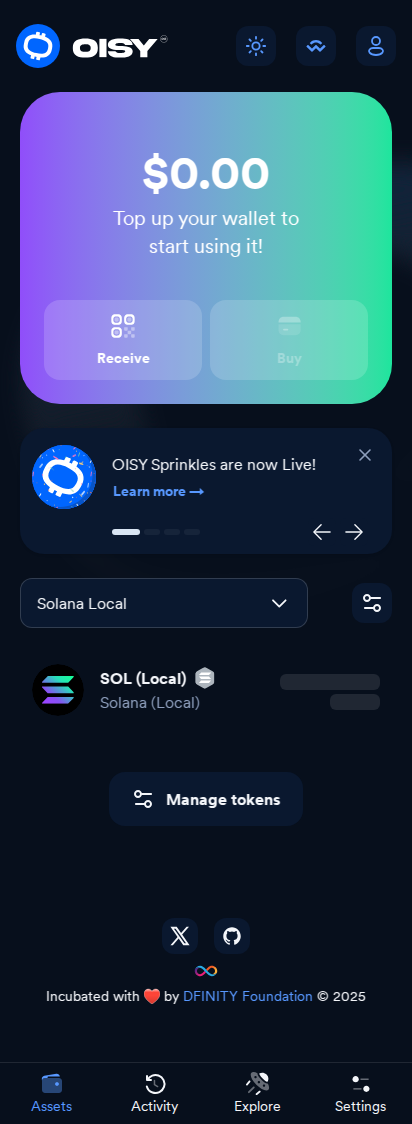 OISY
$0.00
Top up your wallet to
start using it!
Receive
Buy
OISY Sprinkles are now Live!
Learn more →
Solana Local
SOL (Local)
Solana (Local)
Manage tokens
Incubated with ❤️ by DFINITY Foundation © 2025
Assets
Activity
Explore
Settings